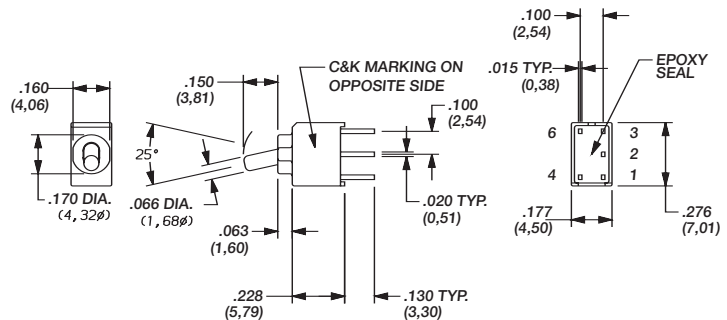 .160
(4,06)
.170 DIA.
(4,32ø)
25°
.150
(3,81)
.066 DIA.
(1,68ø)
.063
(1,60)
C&K MARKING ON
OPPOSITE SIDE
.100
(2,54)
.020 TYP.
(0,51)
.228
(5,79)
.130 TYP.
(3,30)
.100
(2,54)
.015 TYP.
(0,38)
EPOXY
SEAL
6 3
2
4 1
.177
(4,50)
.276
(7,01)